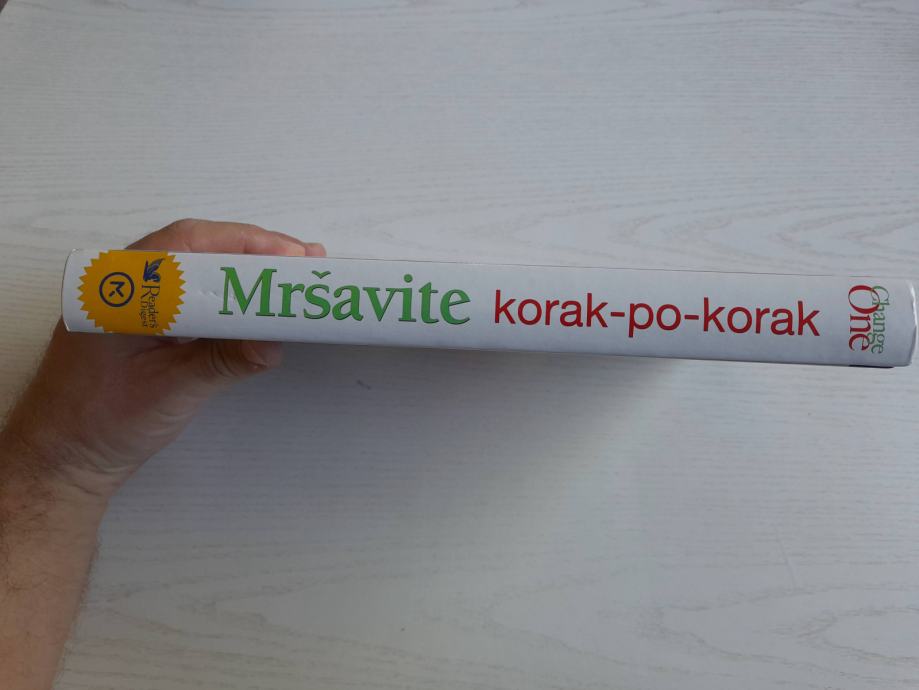 Reader's
Digest
Mršavite korak-po-korak
Change
One